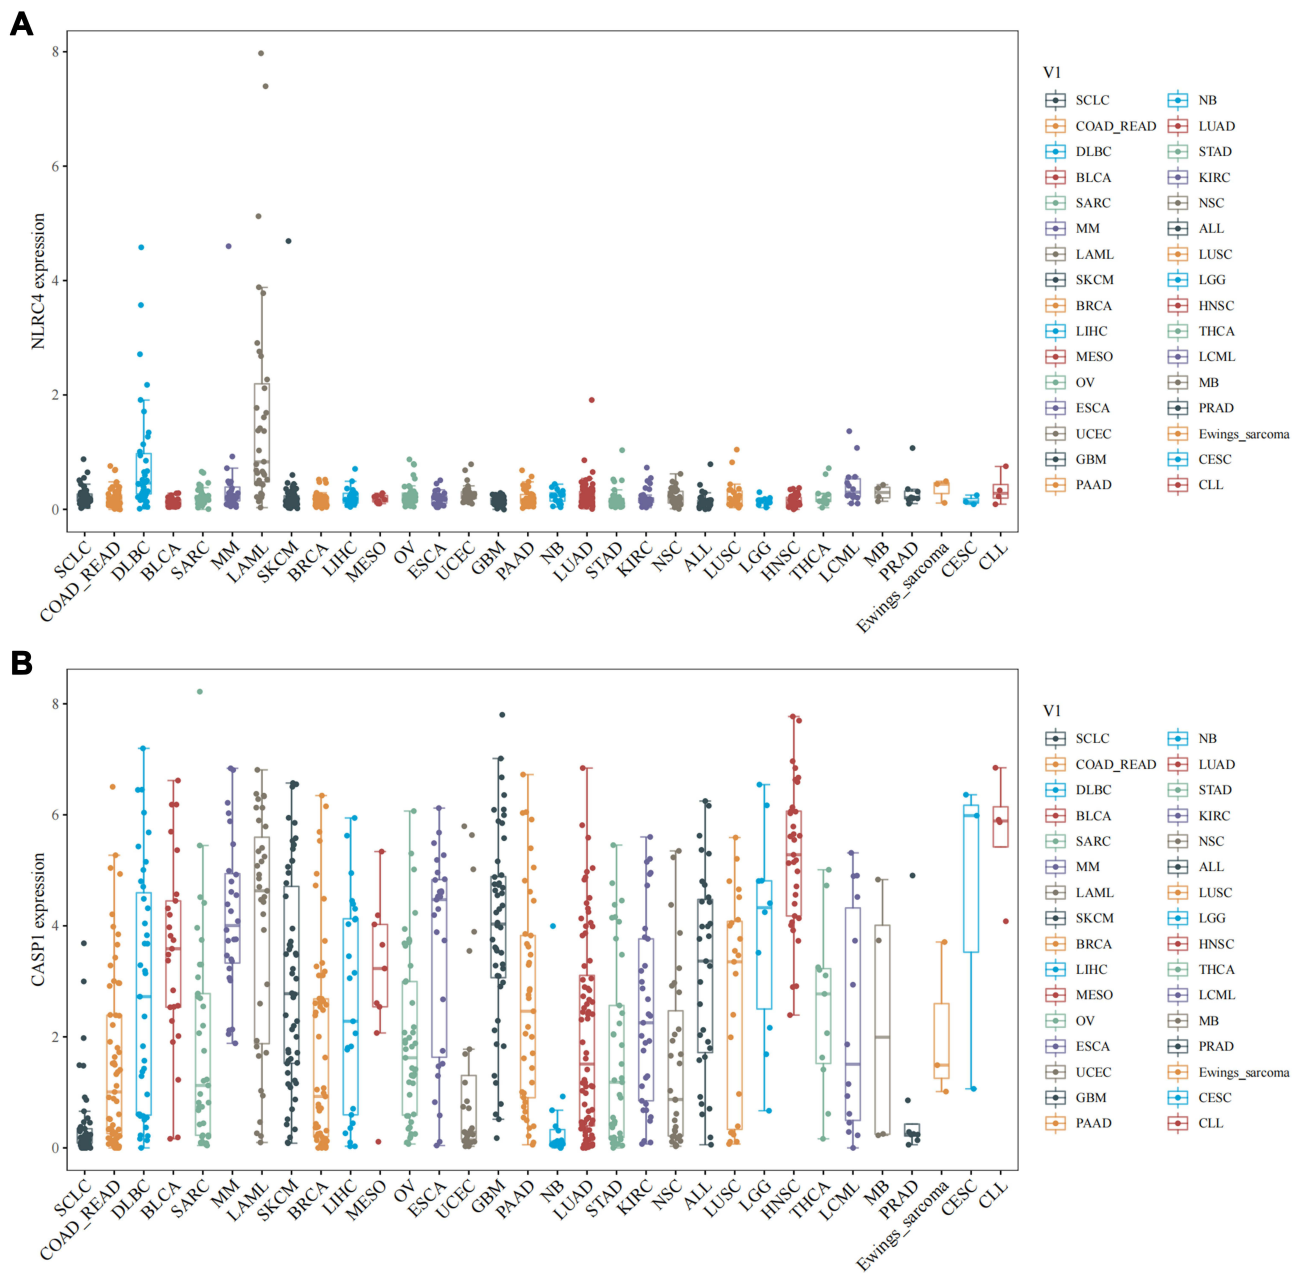 A
NLRC4 expression
8
6
4
2
0
SCLC
COAD_READ
DLBC
BLCA
SARC
MM
LAML
SKCM
BRCA
LIHC
MESO
OV
ESCA
UCEC
GBM
PAAD
NB
LUAD
STAD
KIRC
NSC
ALL
LUSC
LGG
HNSC
THCA
LCML
MB
PRAD
Ewings_sarcoma
CESC
CLL
V1
SCLC NB
COAD_READ LUAD
DLBC STAD
BLCA KIRC
SARC NSC
MM ALL
LAML LUSC
SKCM LGG
BRCA HNSC
LIHC THCA
MESO LCML
OV MB
ESCA PRAD
UCEC Ewings_sarcoma
GBM CESC
PAAD CLL
B
CASP1 expression
8
6
4
2
0
SCLC
COAD_READ
DLBC
BLCA
SARC
MM
LAML
SKCM
BRCA
LIHC
MESO
OV
ESCA
UCEC
GBM
PAAD
NB
LUAD
STAD
KIRC
NSC
ALL
LUSC
LGG
HNSC
THCA
LCML
MB
PRAD
Ewings_sarcoma
CESC
CLL
V1
SCLC NB
COAD_READ LUAD
DLBC STAD
BLCA KIRC
SARC NSC
MM ALL
LAML LUSC
SKCM LGG
BRCA HNSC
LIHC THCA
MESO LCML
OV MB
ESCA PRAD
UCEC Ewings_sarcoma
GBM CESC
PAAD CLL